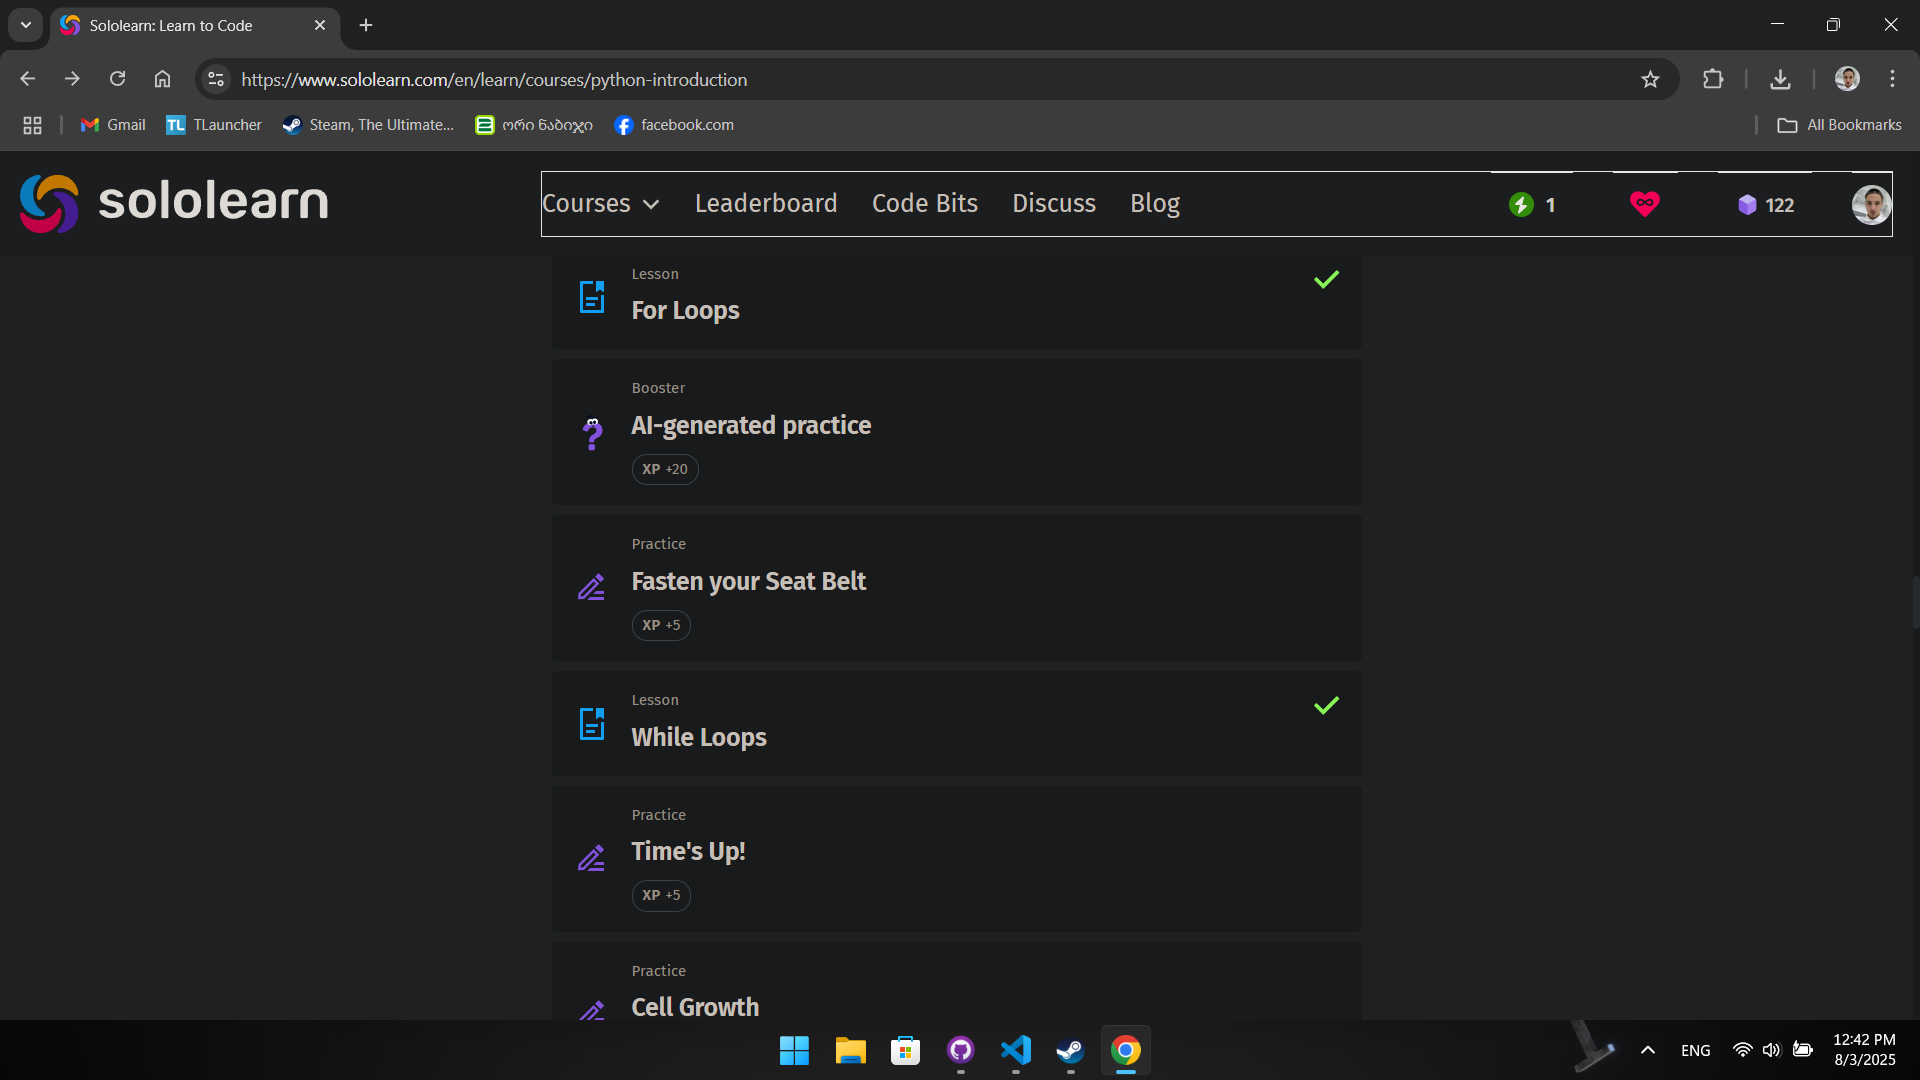 Sololearn: Learn to Code
https://www.sololearn.com/en/learn/courses/python-introduction
Gmail
TL TLauncher
Steam, The Ultimate...
ორი ნაბიჯი
facebook.com
All Bookmarks
sololearn
Courses Leaderboard Code Bits Discuss Blog 1 122
Lesson
For Loops
Booster
AI-generated practice
XP +20
Practice
Fasten your Seat Belt
XP +5
Lesson
While Loops
Practice
Time's Up!
XP +5
Practice
Cell Growth
ENG
12:42 PM
8/3/2025